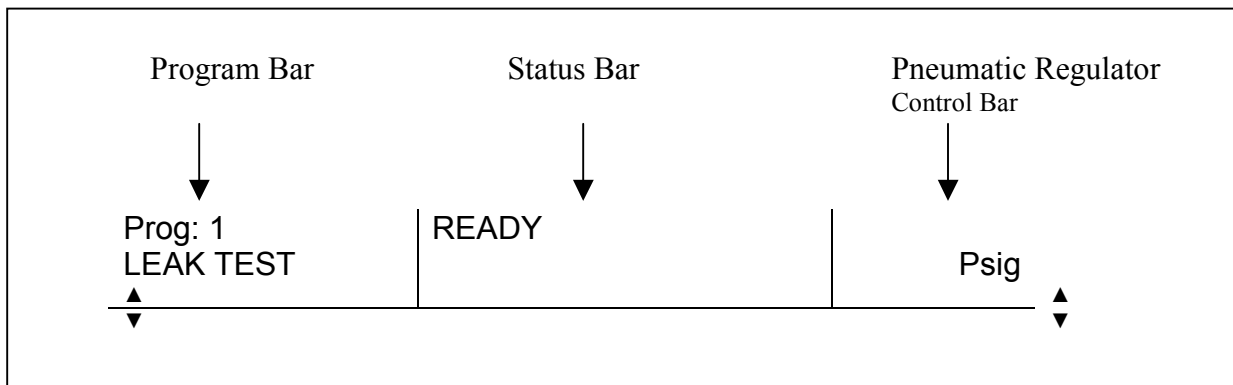 Program Bar
Status Bar
Pneumatic Regulator
Control Bar
Prog: 1
LEAK TEST
READY
Psig